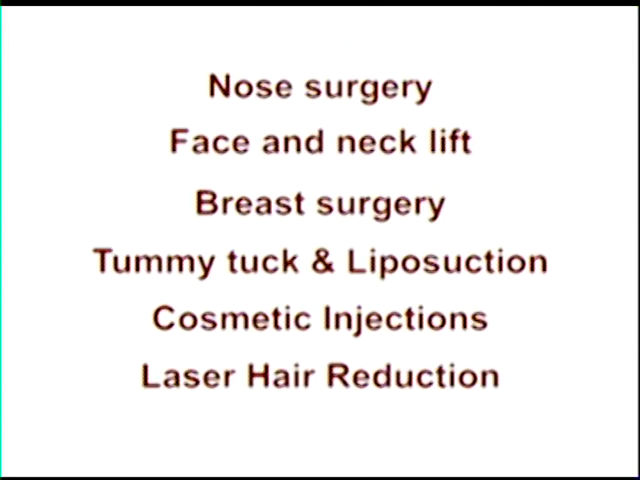 Nose surgery
Face and neck lift
Breast surgery
Tummy tuck & Liposuction
Cosmetic Injections
Laser Hair Reduction